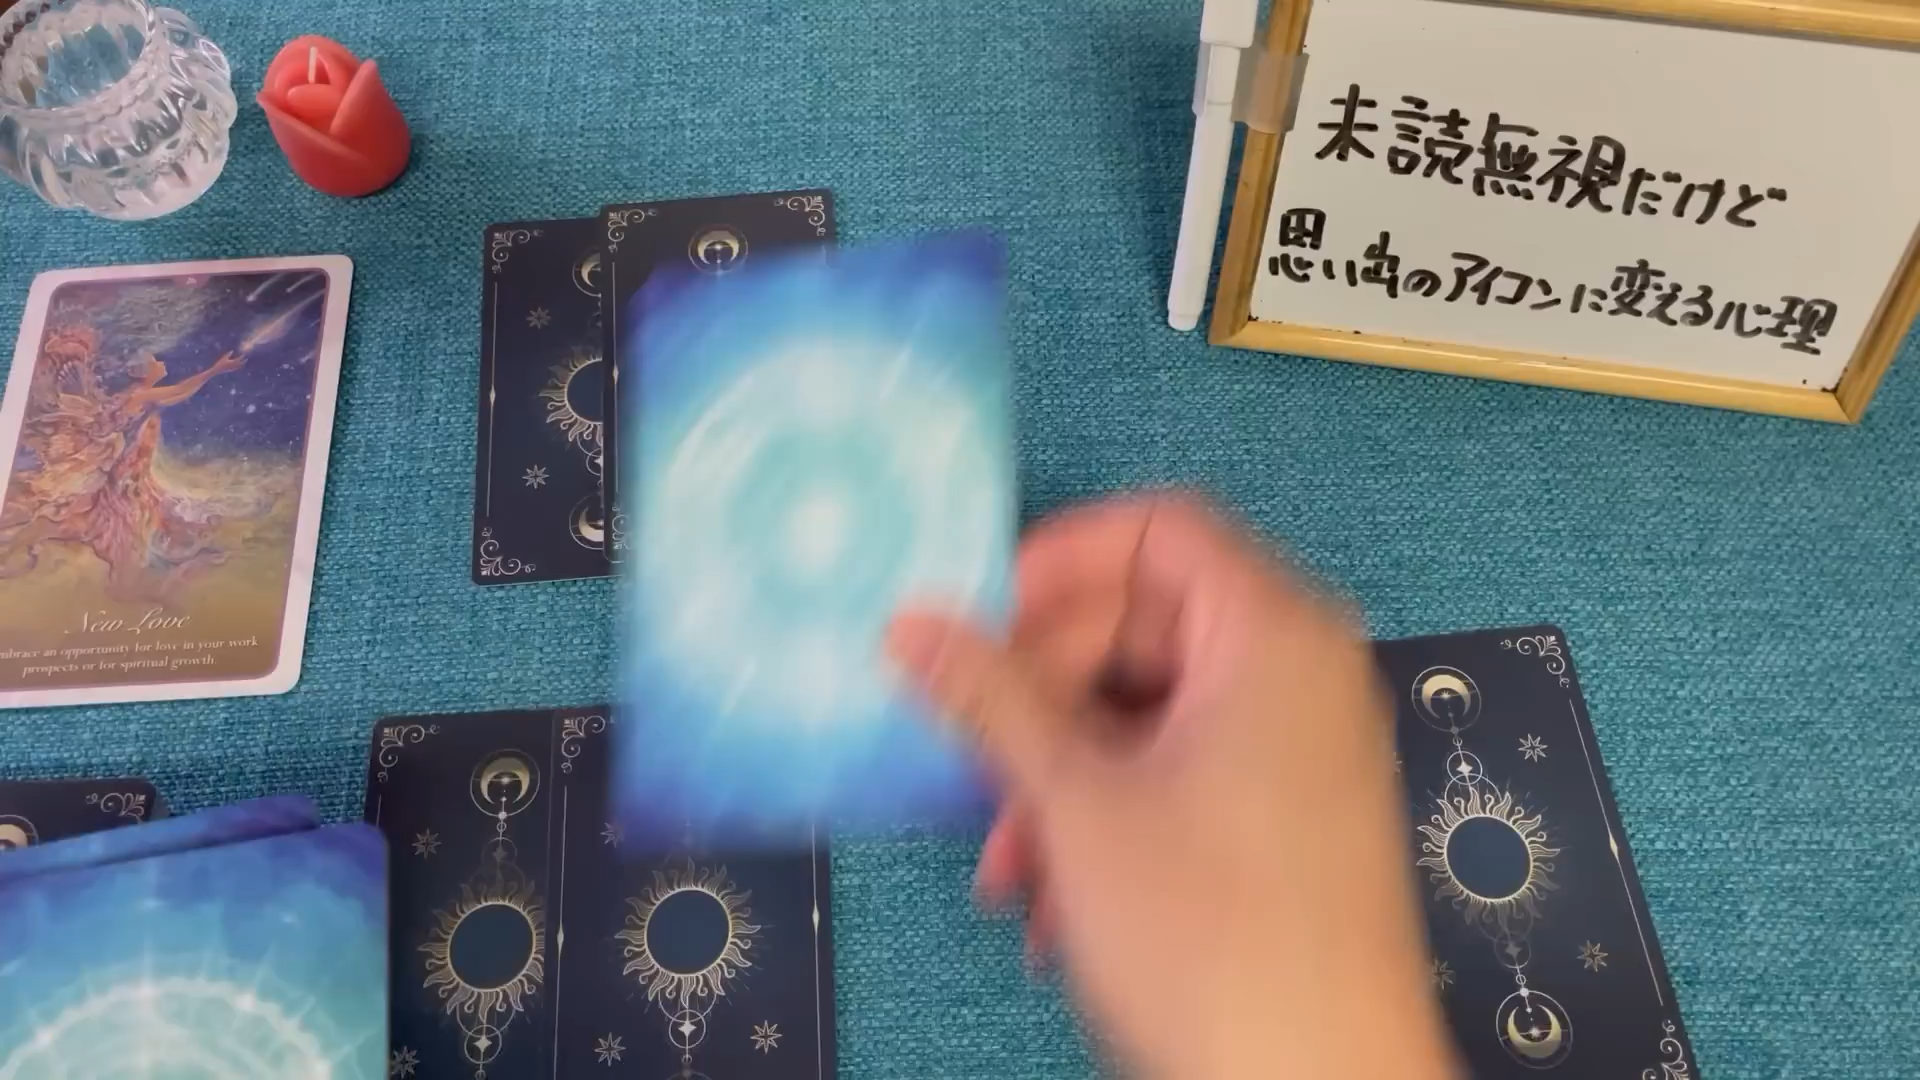 未読無視だけど
思い出のアイコンに変える心理
New Love
mbrace an opportunity for love in your work
prospects or for spiritual growth.